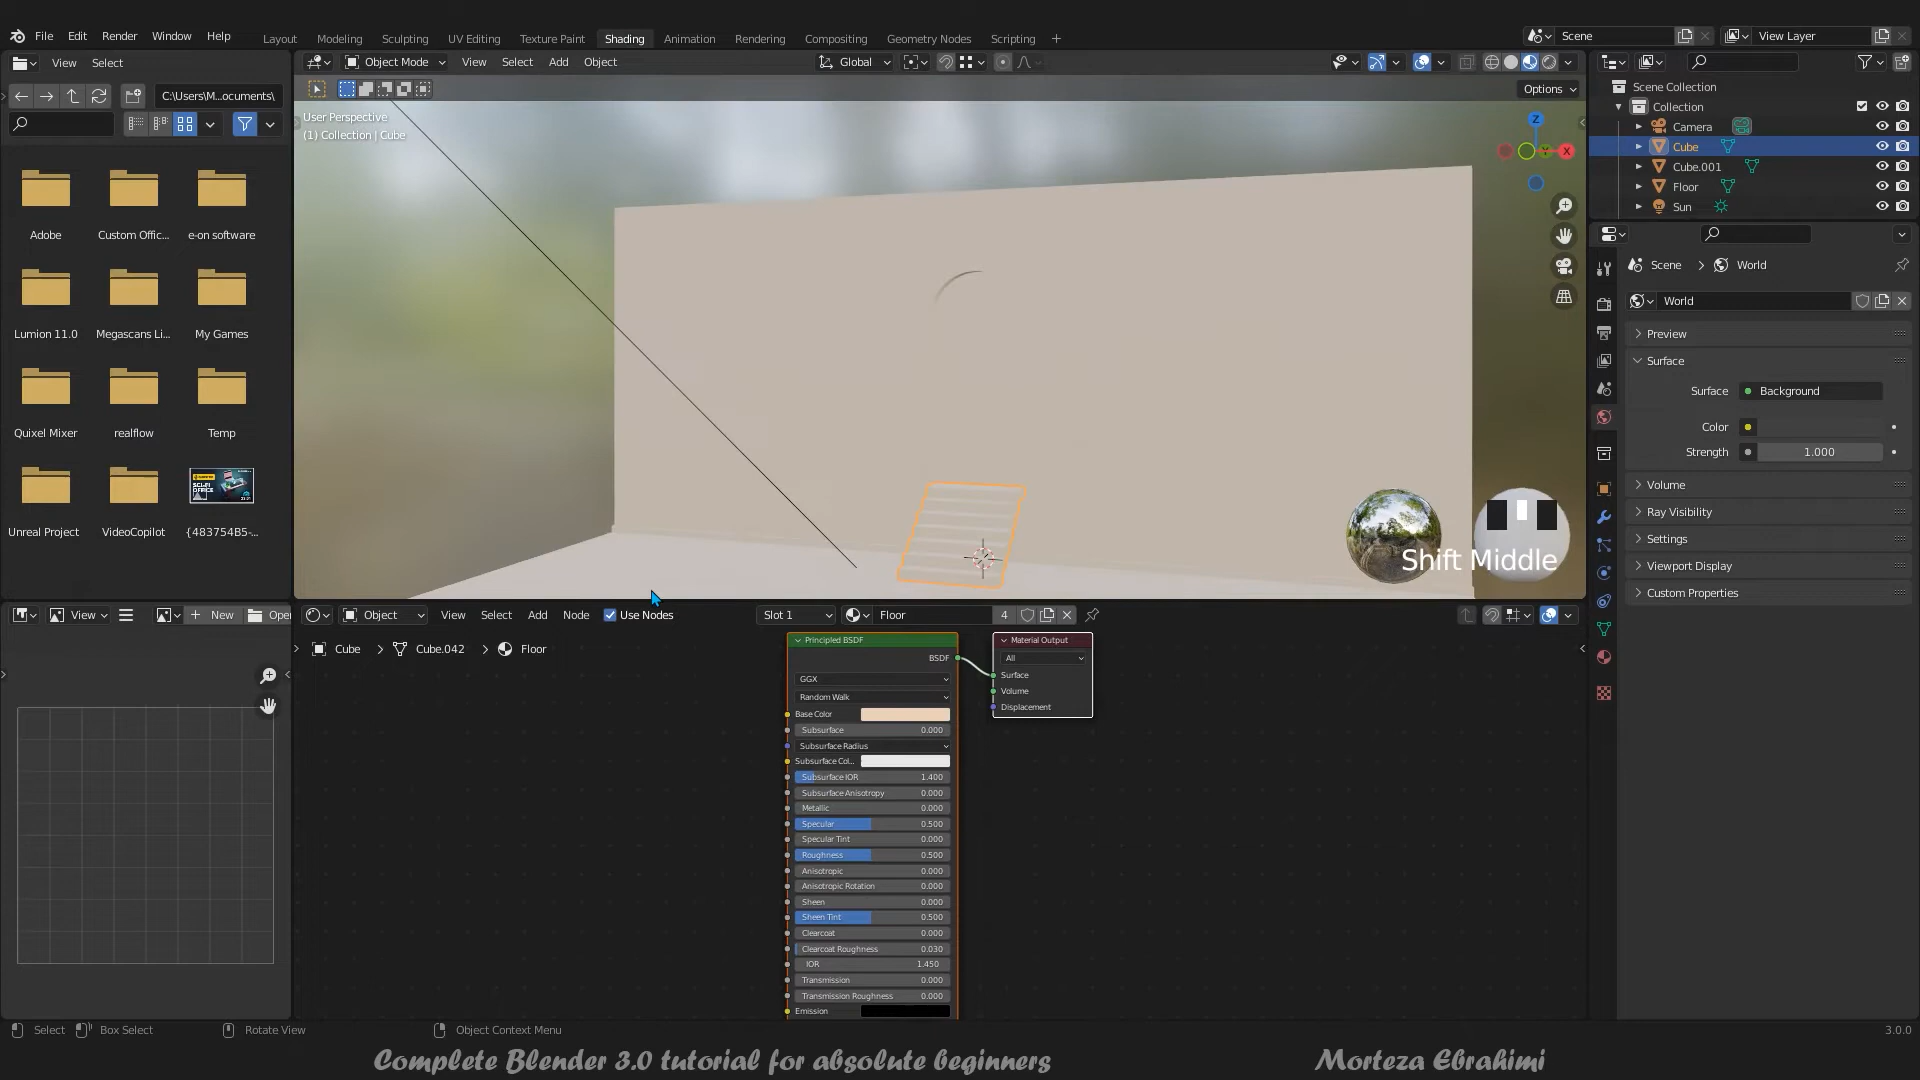 File Edit Render Window Help Layout Modeling Sculpting UV Editing Texture Paint Shading Animation Rendering Compositing Geometry Nodes Scripting + Scene View Layer
View Select Object Mode View Select Add Object Global
C:\Users\M...ocuments\ Options
User Perspective
(1) Collection | Cube
Z
X
Adobe Custom Offic... e-on software
Lumion 11.0 Megascans Li... My Games
Quixel Mixer realflow Temp
Unreal Project VideoCopilot {483754B5-...
Shift Middle
Scene Collection
Collection
Camera
Cube
Cube.001
Floor
Sun
Scene > World
World
Preview
Surface
Surface Background
Color
Strength 1.000
Volume
Ray Visibility
Settings
Viewport Display
Custom Properties
View + New Ope
Object View Select Add Node Use Nodes Slot 1 Floor 4
Cube > Cube.042 > Floor
Principled BSDF
BSDF
GGX
Random Walk
Base Color
Subsurface 0.000
Subsurface Radius
Subsurface Col...
Subsurface IOR 1.400
Subsurface Anisotropy 0.000
Metallic 0.000
Specular 0.500
Specular Tint 0.000
Roughness 0.500
Anisotropic 0.000
Anisotropic Rotation 0.000
Sheen 0.000
Sheen Tint 0.500
Clearcoat 0.000
Clearcoat Roughness 0.030
IOR 1.450
Transmission 0.000
Transmission Roughness 0.000
Emission
Material Output
All
Surface
Volume
Displacement
Select Box Select Rotate View Object Context Menu 3.0.0
Complete Blender 3.0 tutorial for absolute beginners Morteza Ebrahimi